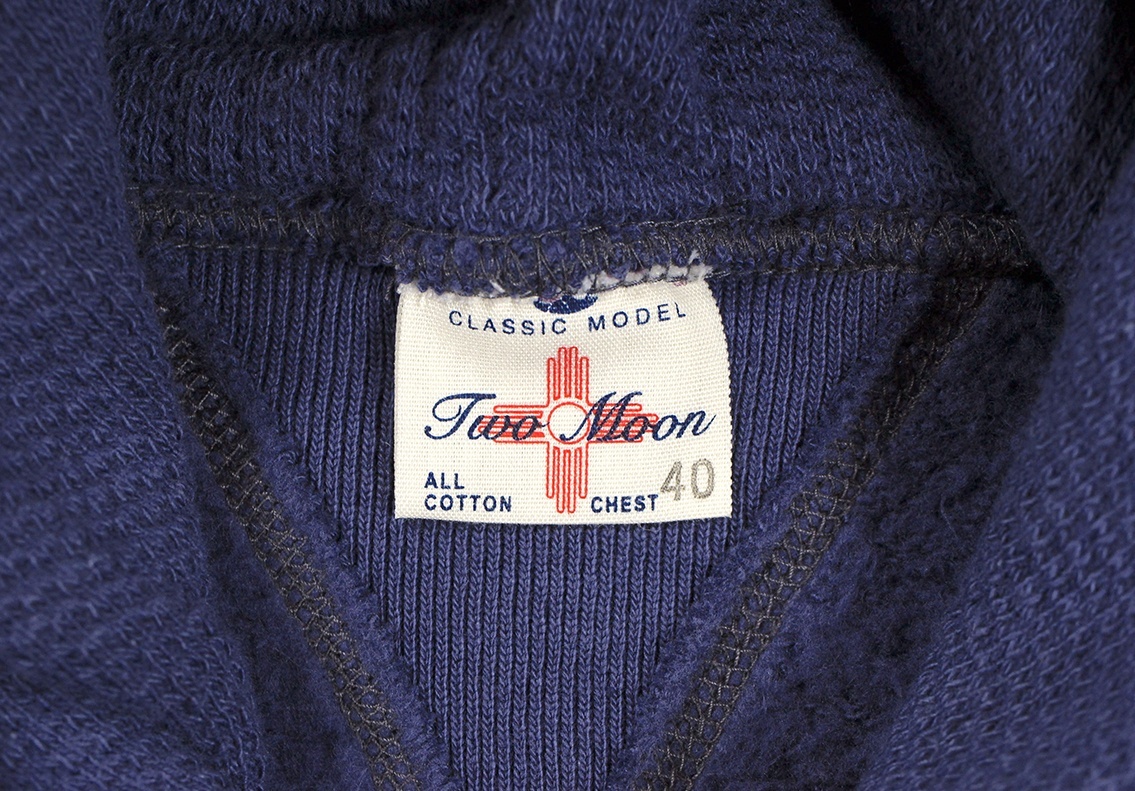 CLASSIC MODEL
Two Moon
ALL
COTTON
CHEST 40